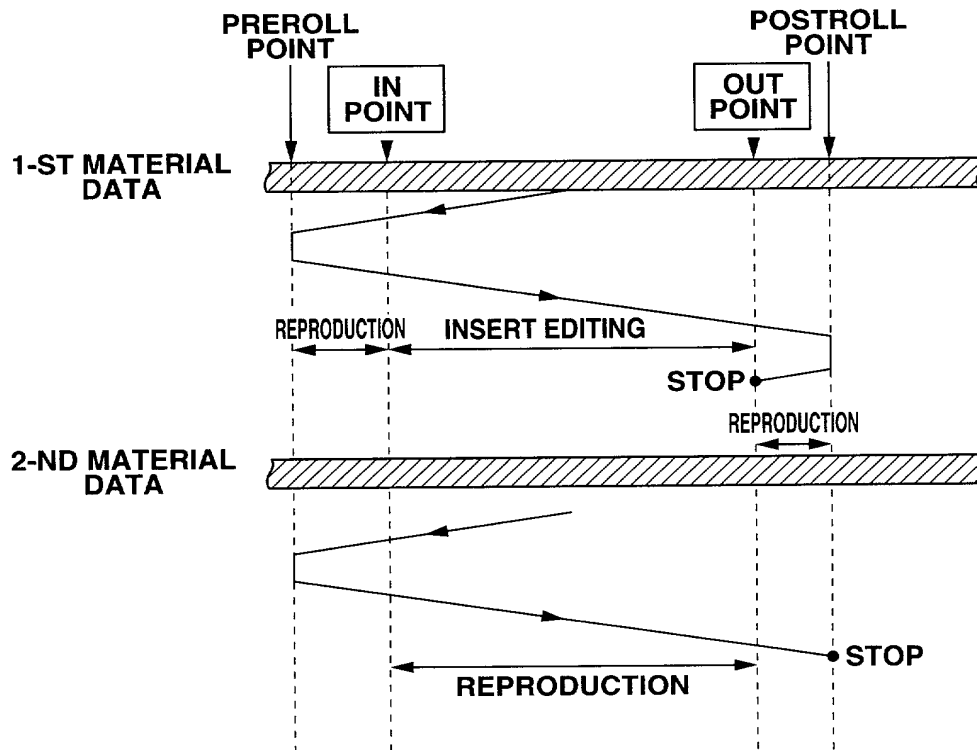 PREROLL
POINT
POSTROLL
POINT
IN
POINT
OUT
POINT
1-ST MATERIAL
DATA
REPRODUCTION
INSERT EDITING
STOP
REPRODUCTION
2-ND MATERIAL
DATA
STOP
REPRODUCTION